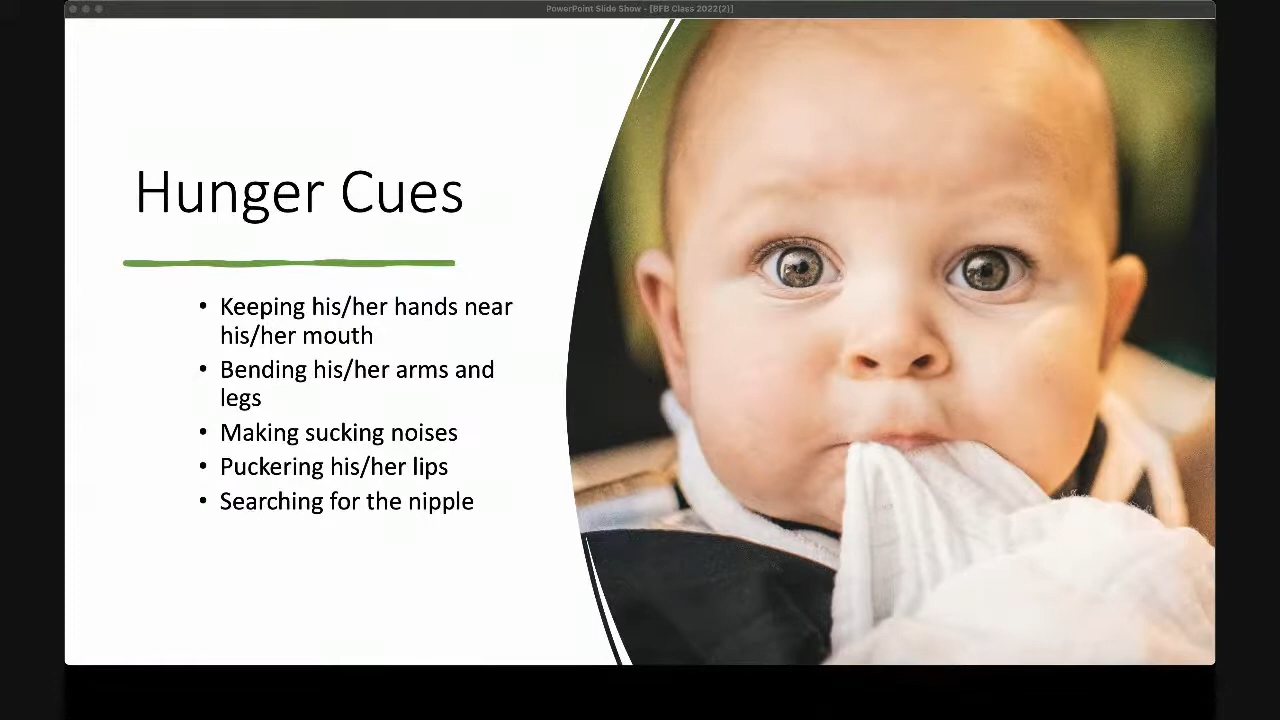 PowerPoint Slide Show - [BFB Class 2022(2)]
Hunger Cues
• Keeping his/her hands near
his/her mouth
• Bending his/her arms and
legs
• Making sucking noises
• Puckering his/her lips
• Searching for the nipple